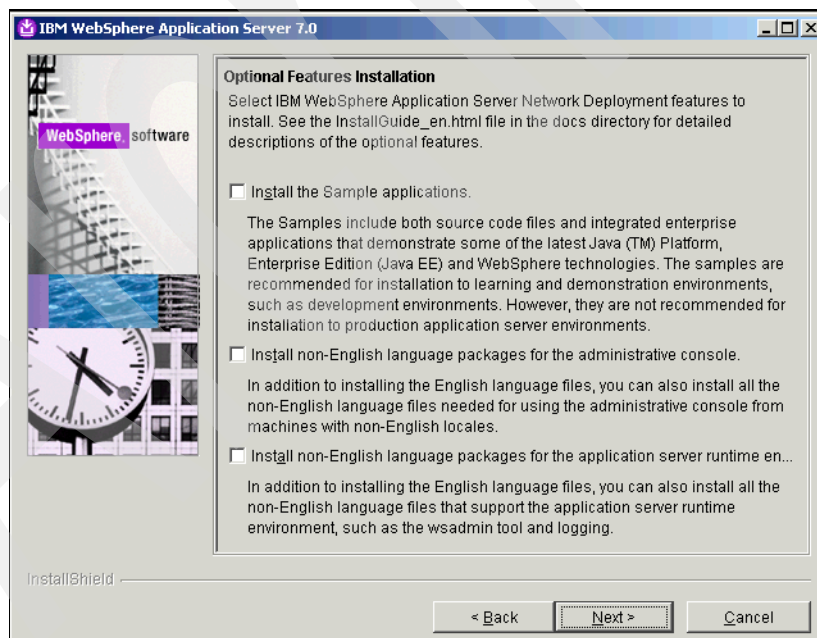 IBM WebSphere Application Server 7.0
WebSphere. software
Optional Features Installation
Select IBM WebSphere Application Server Network Deployment features to
install. See the InstallGuide_en.html file in the docs directory for detailed
descriptions of the optional features.
Install the Sample applications.
The Samples include both source code files and integrated enterprise
applications that demonstrate some of the latest Java (TM) Platform,
Enterprise Edition (Java EE) and WebSphere technologies. The samples are
recommended for installation to learning and demonstration environments,
such as development environments. However, they are not recommended for
installation to production application server environments.
Install non-English language packages for the administrative console.
In addition to installing the English language files, you can also install all the
non-English language files needed for using the administrative console from
machines with non-English locales.
Install non-English language packages for the application server runtime en...
In addition to installing the English language files, you can also install all the
non-English language files that support the application server runtime
environment, such as the wsadmin tool and logging.
InstallShield
< Back
Next >
Cancel